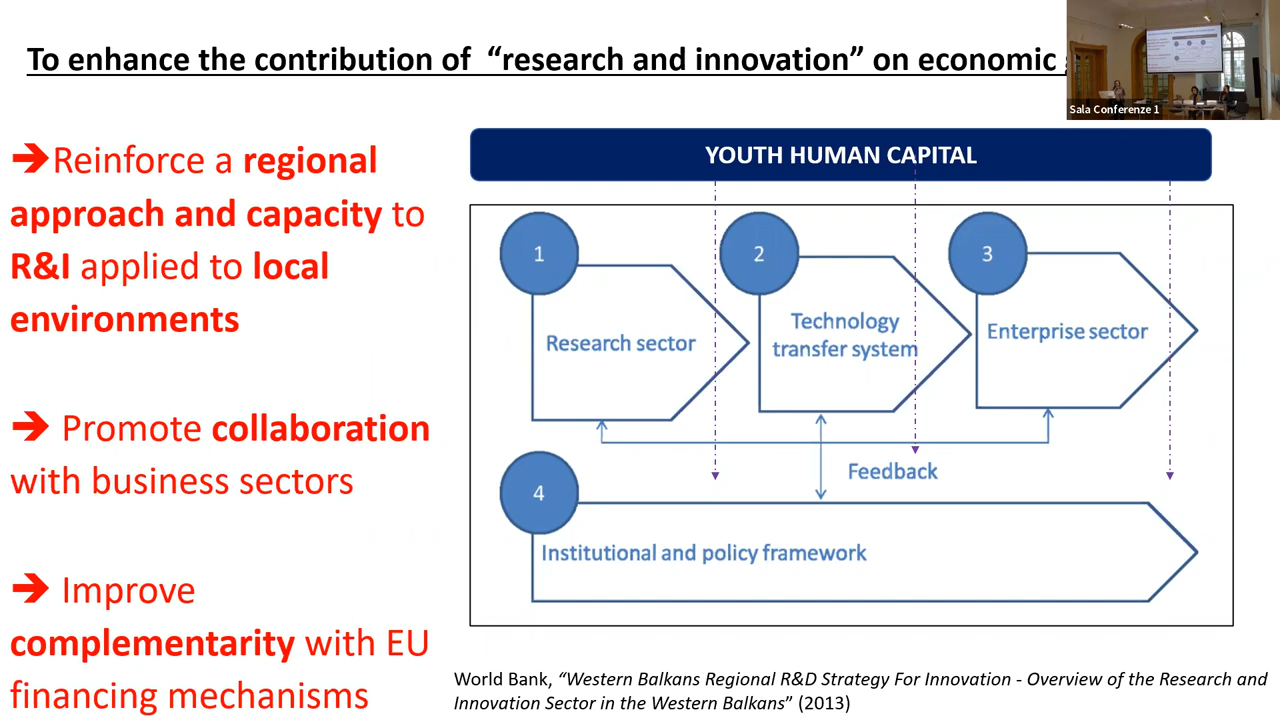 To enhance the contribution of “research and innovation” on economic
Sala Conferenze 1
➔Reinforce a regional
approach and capacity to
R&I applied to local
environments
➔ Promote collaboration
with business sectors
➔ Improve
complementarity with EU
financing mechanisms
YOUTH HUMAN CAPITAL
1
2
3
Research sector
Technology
transfer system
Enterprise sector
Feedback
4
Institutional and policy framework
World Bank, “Western Balkans Regional R&D Strategy For Innovation - Overview of the Research and
Innovation Sector in the Western Balkans” (2013)